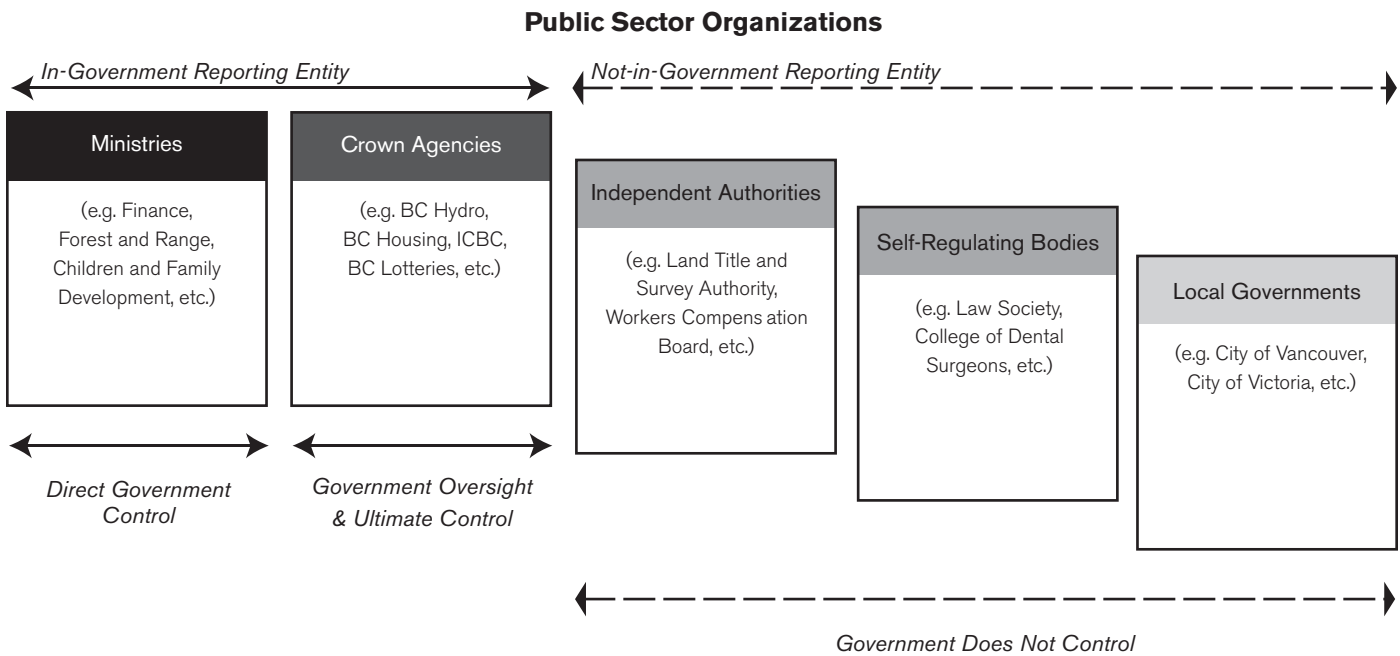 Public Sector Organizations
In-Government Reporting Entity
Not-in-Government Reporting Entity
Ministries
(e.g. Finance,
Forest and Range,
Children and Family
Development, etc.)
Crown Agencies
(e.g. BC Hydro,
BC Housing, ICBC,
BC Lotteries, etc.)
Independent Authorities
(e.g. Land Title and
Survey Authority,
Workers Compens ation
Board, etc.)
Self-Regulating Bodies
(e.g. Law Society,
College of Dental
Surgeons, etc.)
Local Governments
(e.g. City of Vancouver,
City of Victoria, etc.)
Direct Government
Control
Government Oversight
& Ultimate Control
Government Does Not Control